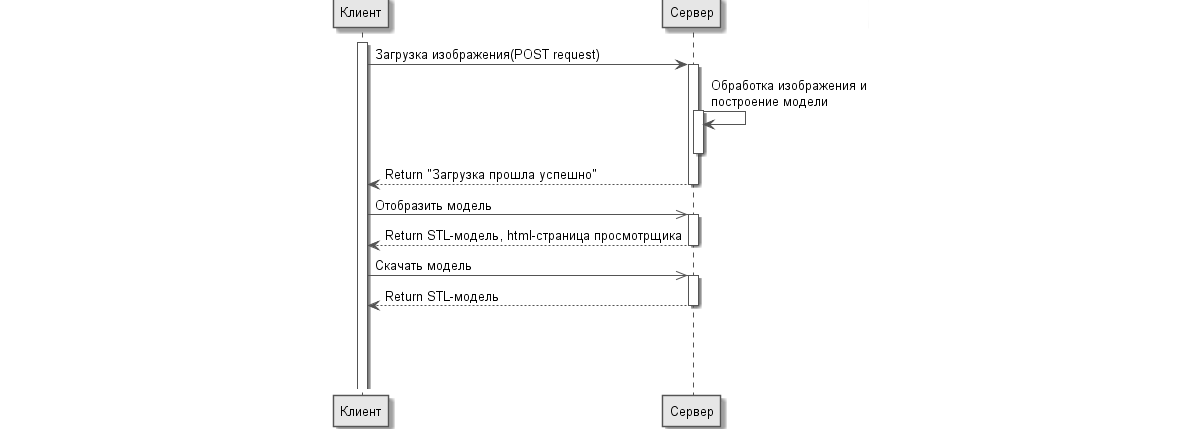 Клиент
Сервер
Загрузка изображения(POST request)
Обработка изображения и
построение модели
Return "Загрузка прошла успешно"
Отобразить модель
Return STL-модель, html-страница просмотрщика
Скачать модель
Return STL-модель
Клиент
Сервер